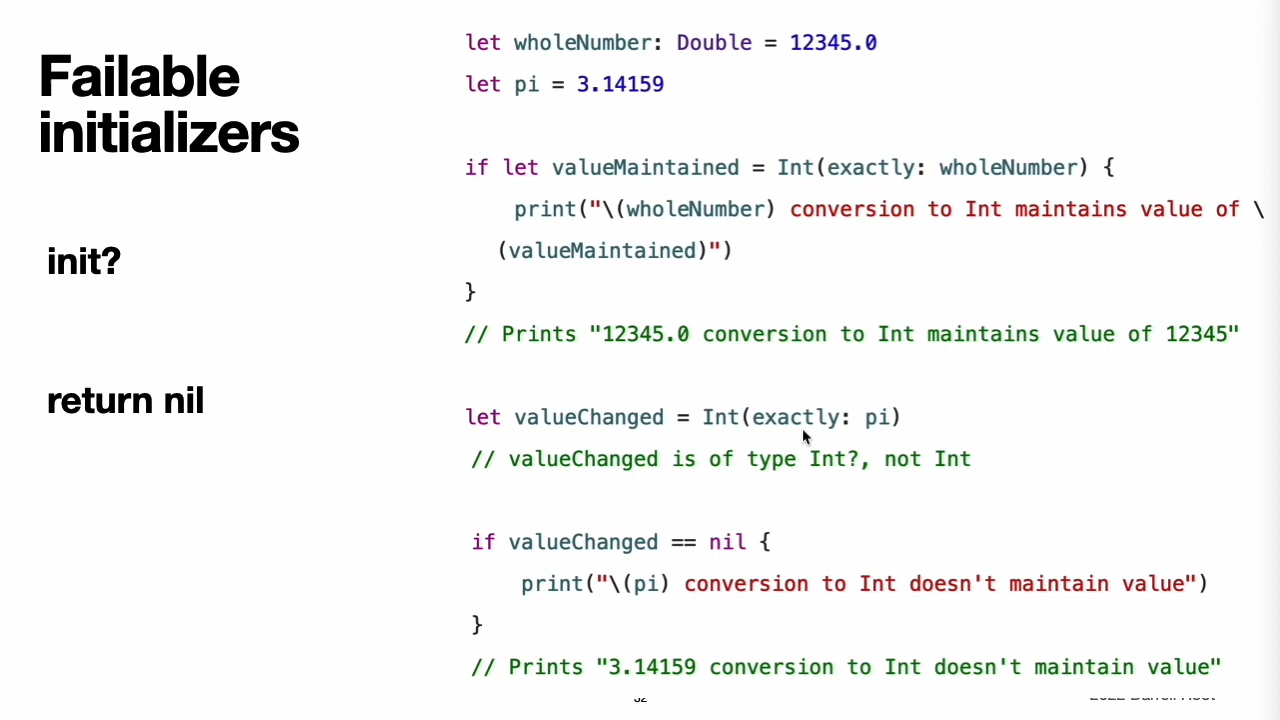 Failable
initializers
init?
return nil
let wholeNumber: Double = 12345.0
let pi = 3.14159
if let valueMaintained = Int(exactly: wholeNumber) {
print("\(wholeNumber) conversion to Int maintains value of \
(valueMaintained)")
}
// Prints "12345.0 conversion to Int maintains value of 12345"
let valueChanged = Int(exactly: pi)
// valueChanged is of type Int?, not Int
if valueChanged == nil {
print("\(pi) conversion to Int doesn't maintain value")
}
// Prints "3.14159 conversion to Int doesn't maintain value"